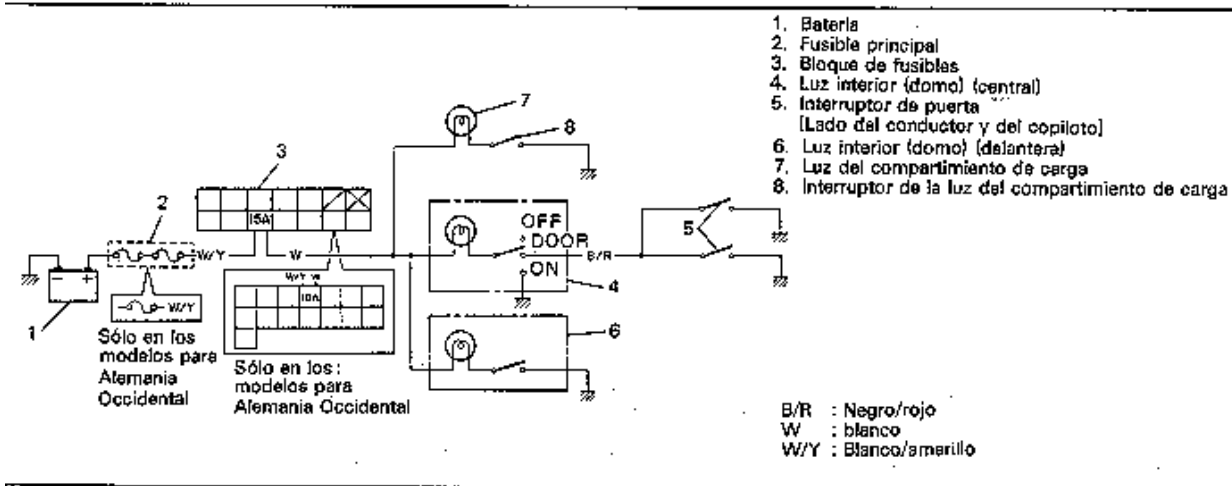 1. Batería
2. Fusible principal
3. Bloque de fusibles
4. Luz interior (domo) (central)
5. Interruptor de puerta
[Lado del conductor y del copiloto]
6. Luz interior (domo) (delantera)
7. Luz del compartimiento de carga
8. Interruptor de la luz del compartimiento de carga
7
8
3
2
15A
OFF
DOOR
ON
5
W/Y
W
B/R
4
- +
W/Y W
10A
W/Y
1
6
Sólo en los
modelos para
Alemania
Occidental
Sólo en los:
modelos para
Alemania Occidental
B/R : Negro/rojo
W : blanco
W/Y : Blanco/amarillo